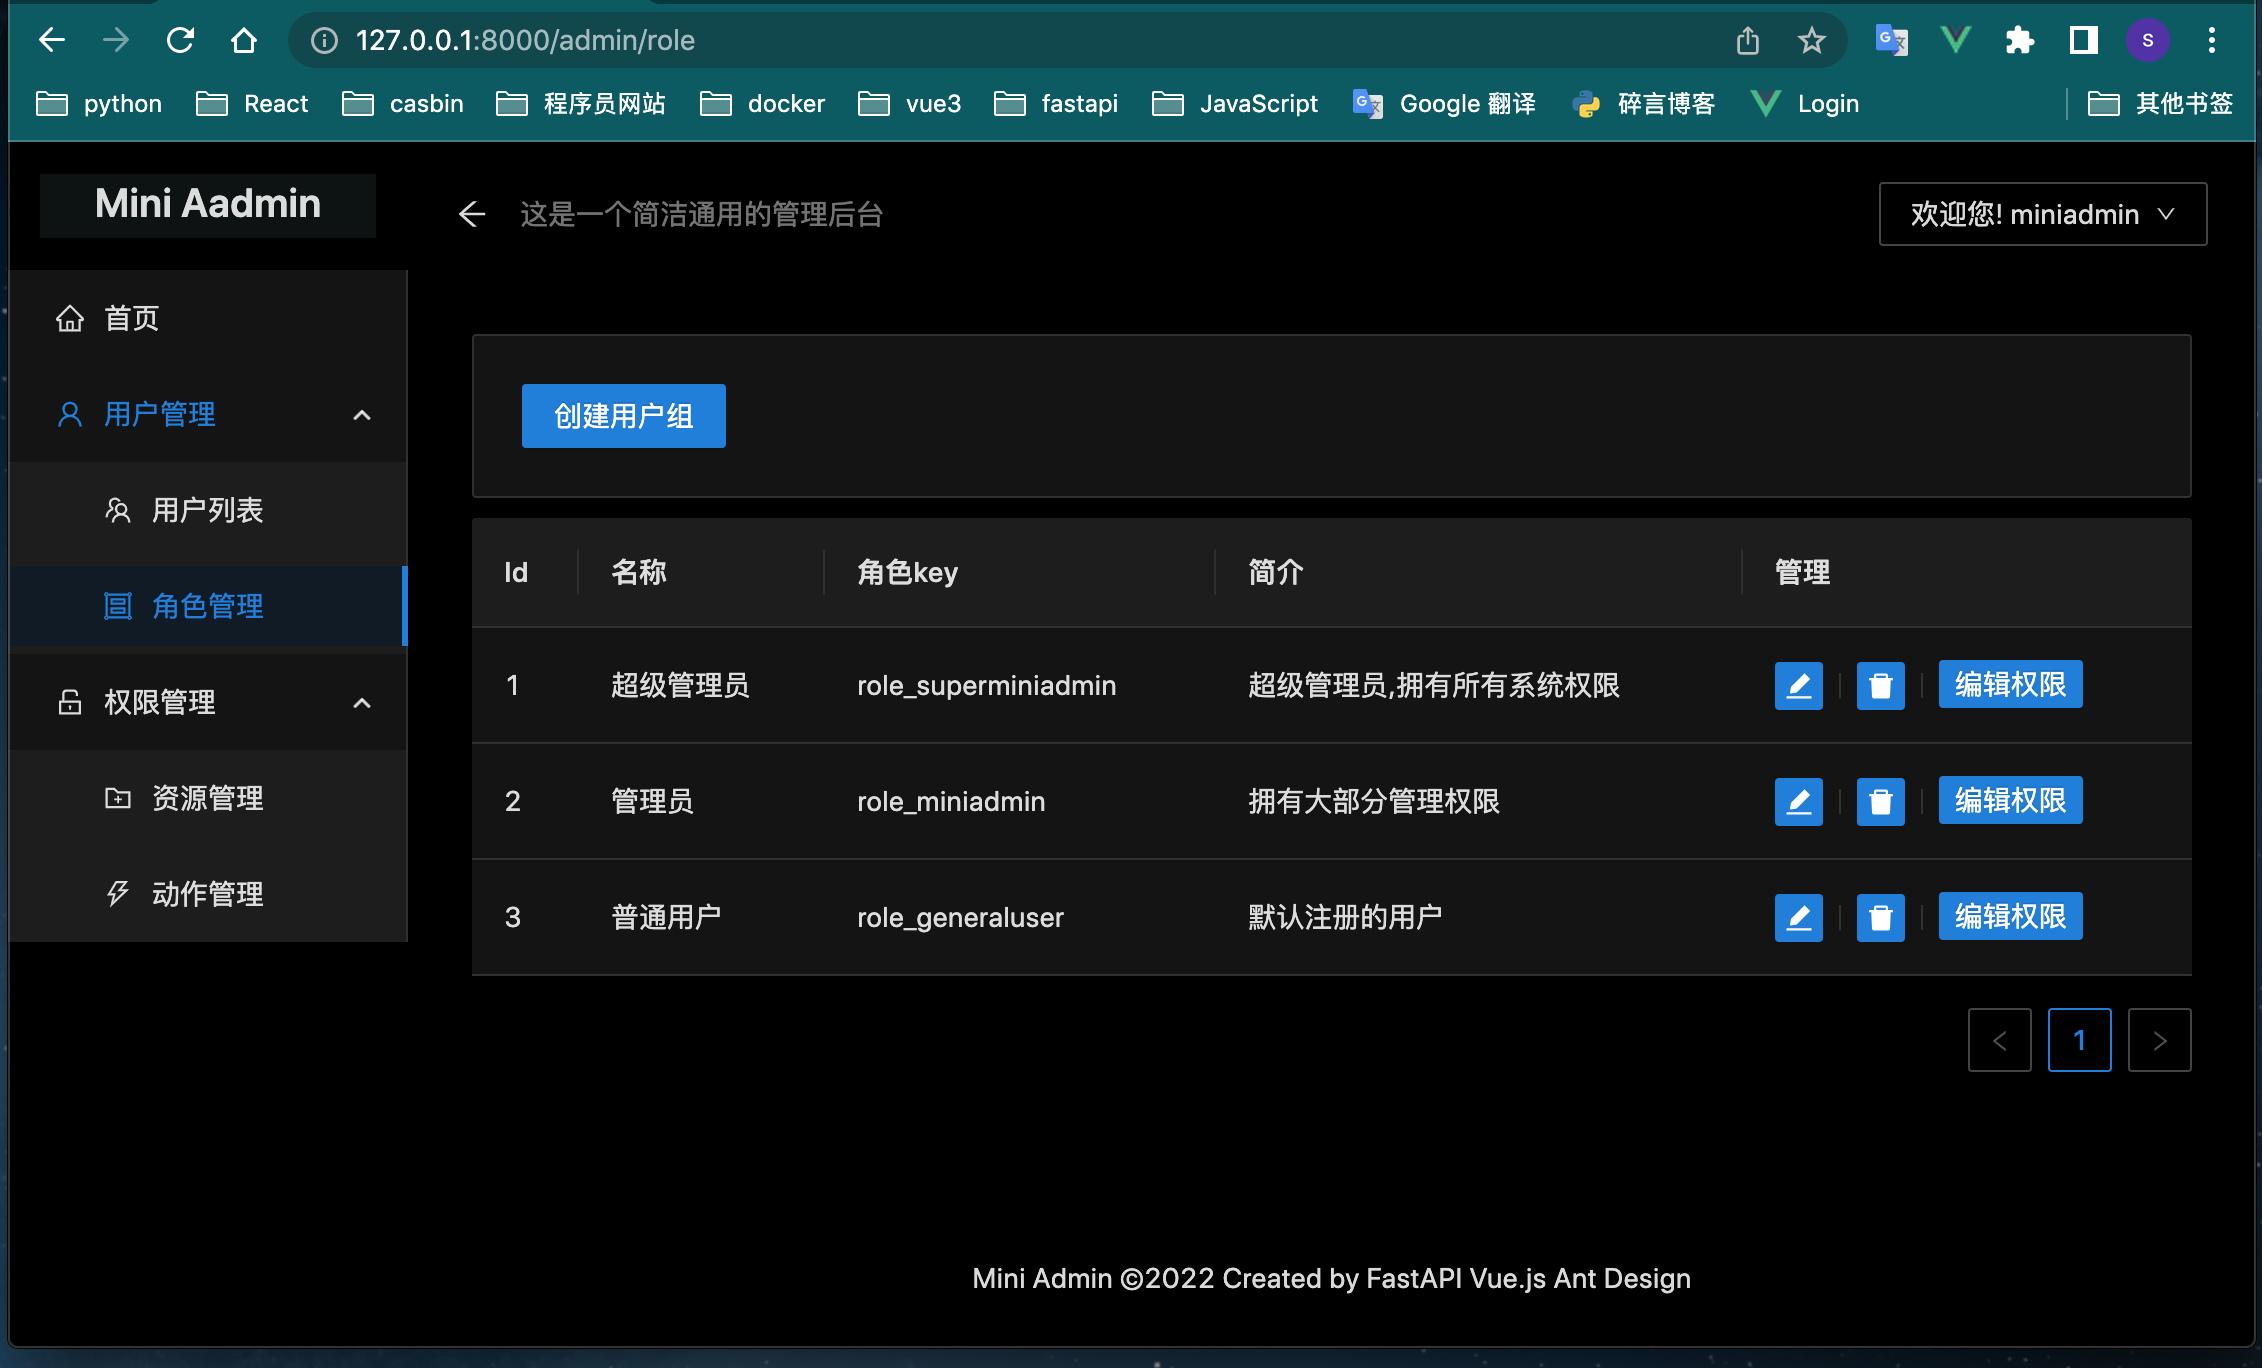 127.0.0.1:8000/admin/role
S
python React casbin 程序员网站 docker vue3 fastapi JavaScript Google 翻译 碎言博客 Login 其他书签
Mini Aadmin
这是一个简洁通用的管理后台
欢迎您! miniadmin
首页
用户管理
用户列表
角色管理
权限管理
资源管理
动作管理
创建用户组
Id 名称 角色key 简介 管理
1 超级管理员 role_superminiadmin 超级管理员,拥有所有系统权限 编辑权限
2 管理员 role_miniadmin 拥有大部分管理权限 编辑权限
3 普通用户 role_generaluser 默认注册的用户 编辑权限
< 1 >
Mini Admin ©2022 Created by FastAPI Vue.js Ant Design